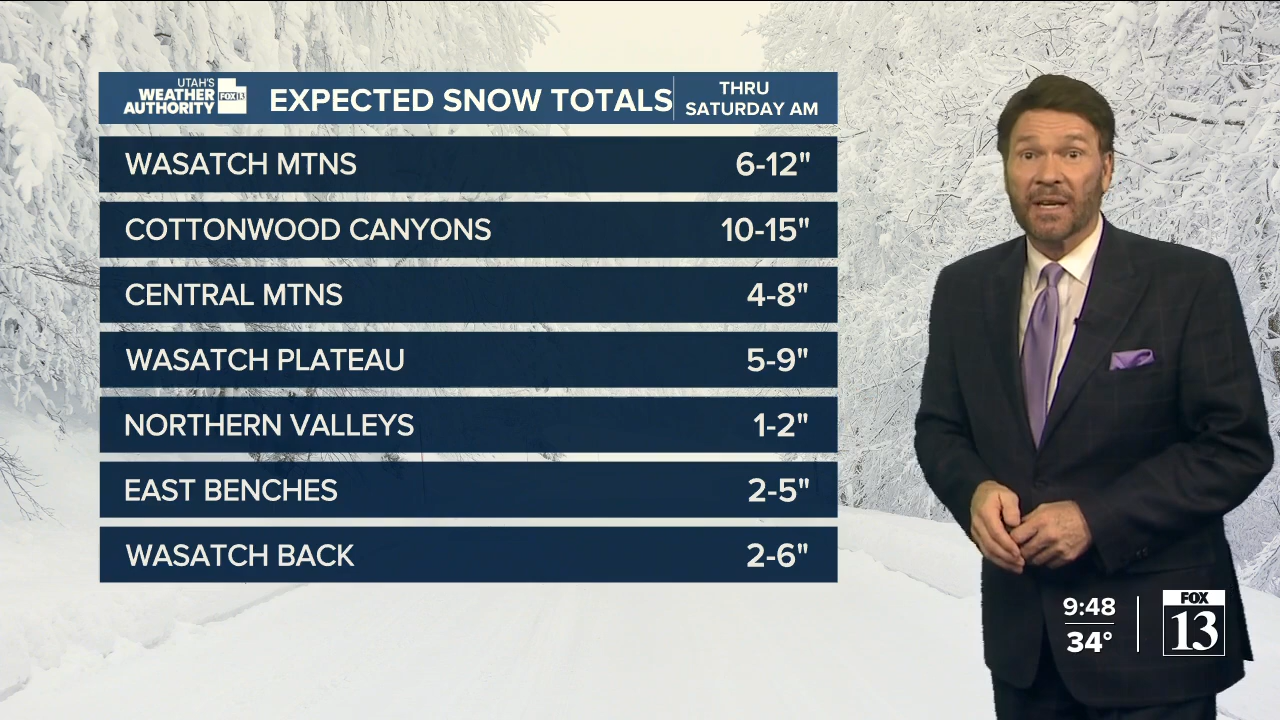 UTAH'S
WEATHER
AUTHORITY
FOX 13
EXPECTED SNOW TOTALS
THRU
SATURDAY AM
WASATCH MTNS 6-12"
COTTONWOOD CANYONS 10-15"
CENTRAL MTNS 4-8"
WASATCH PLATEAU 5-9"
NORTHERN VALLEYS 1-2"
EAST BENCHES 2-5"
WASATCH BACK 2-6"
9:48
34°
FOX
13